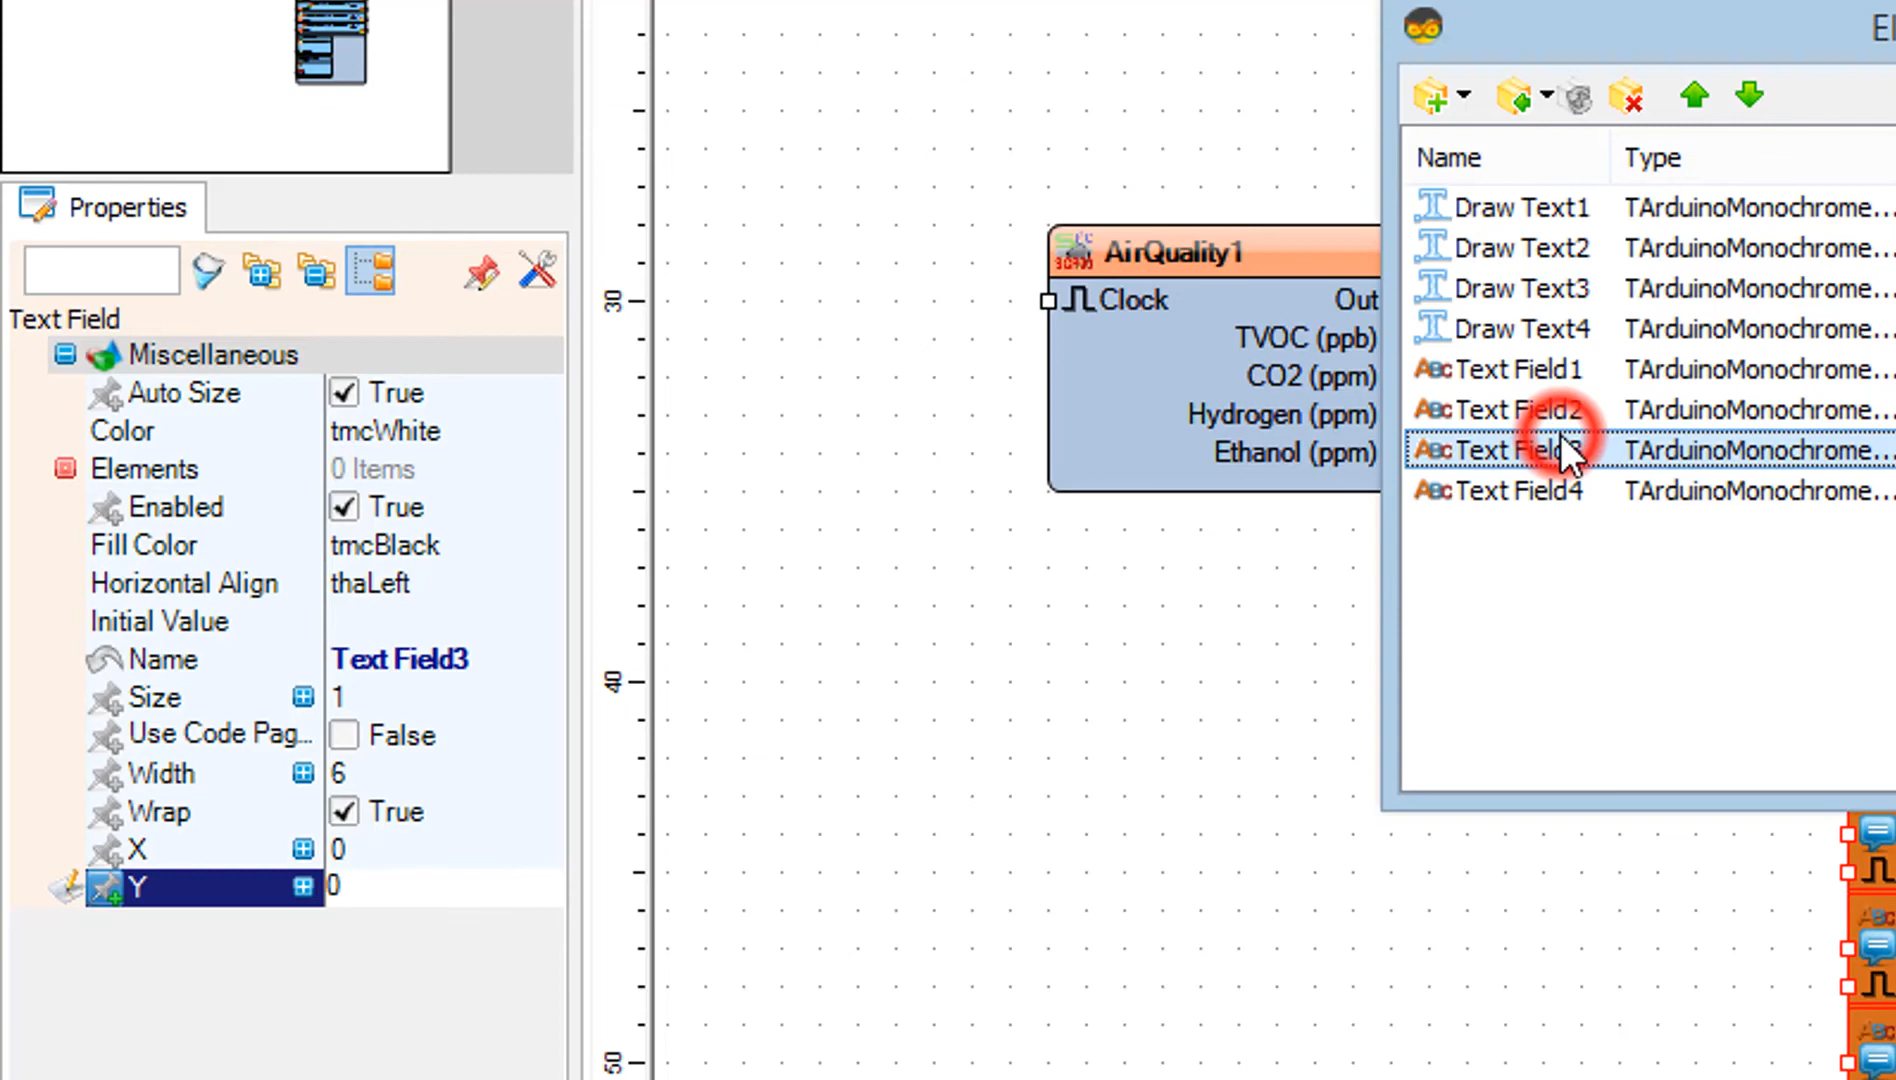 Properties
Text Field
Miscellaneous
Auto Size True
Color tmcWhite
Elements 0 Items
Enabled True
Fill Color tmcBlack
Horizontal Align thaLeft
Initial Value
Name Text Field3
Size 1
Use Code Pag... False
Width 6
Wrap True
X 0
Y 0
30
40
50
AirQuality1
Clock Out
TVOC (ppb)
CO2 (ppm)
Hydrogen (ppm)
Ethanol (ppm)
El
Name Type
Draw Text1 TArduinoMonochrome...
Draw Text2 TArduinoMonochrome...
Draw Text3 TArduinoMonochrome...
Draw Text4 TArduinoMonochrome...
Text Field1 TArduinoMonochrome...
Text Field2 TArduinoMonochrome...
Text Field3 TArduinoMonochrome...
Text Field4 TArduinoMonochrome...